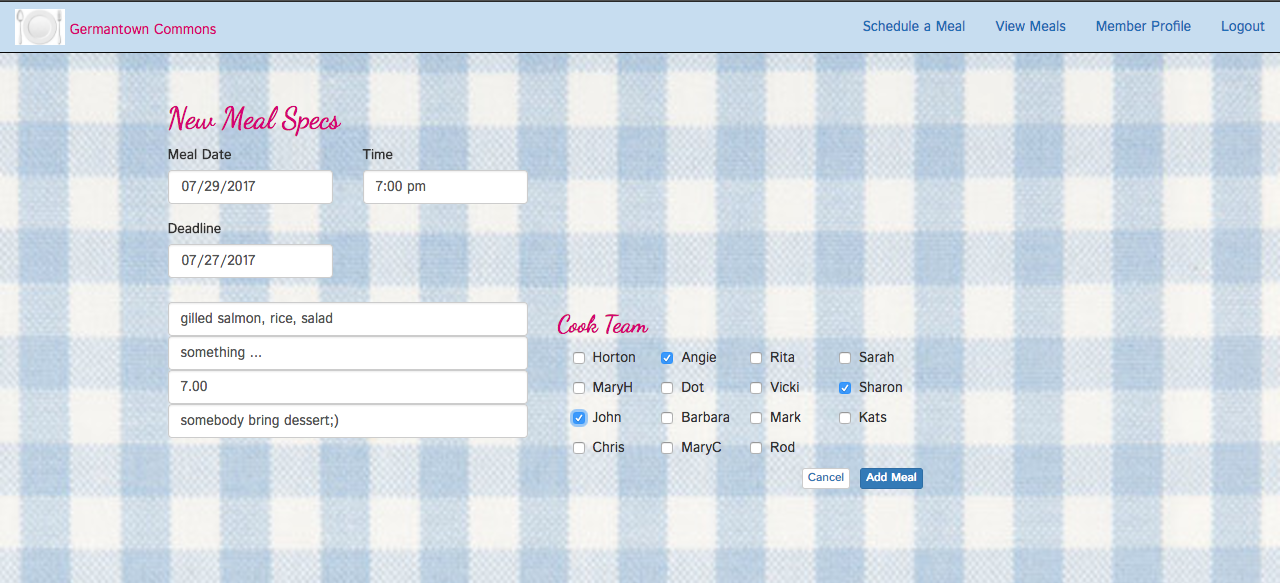 Germantown Commons Schedule a Meal View Meals Member Profile Logout
New Meal Specs
Meal Date Time
07/29/2017 7:00 pm
Deadline
07/27/2017
gilled salmon, rice, salad
something ...
7.00
somebody bring dessert;)
Cook Team
Horton Angie Rita Sarah
MaryH Dot Vicki Sharon
John Barbara Mark Kats
Chris MaryC Rod
Cancel Add Meal